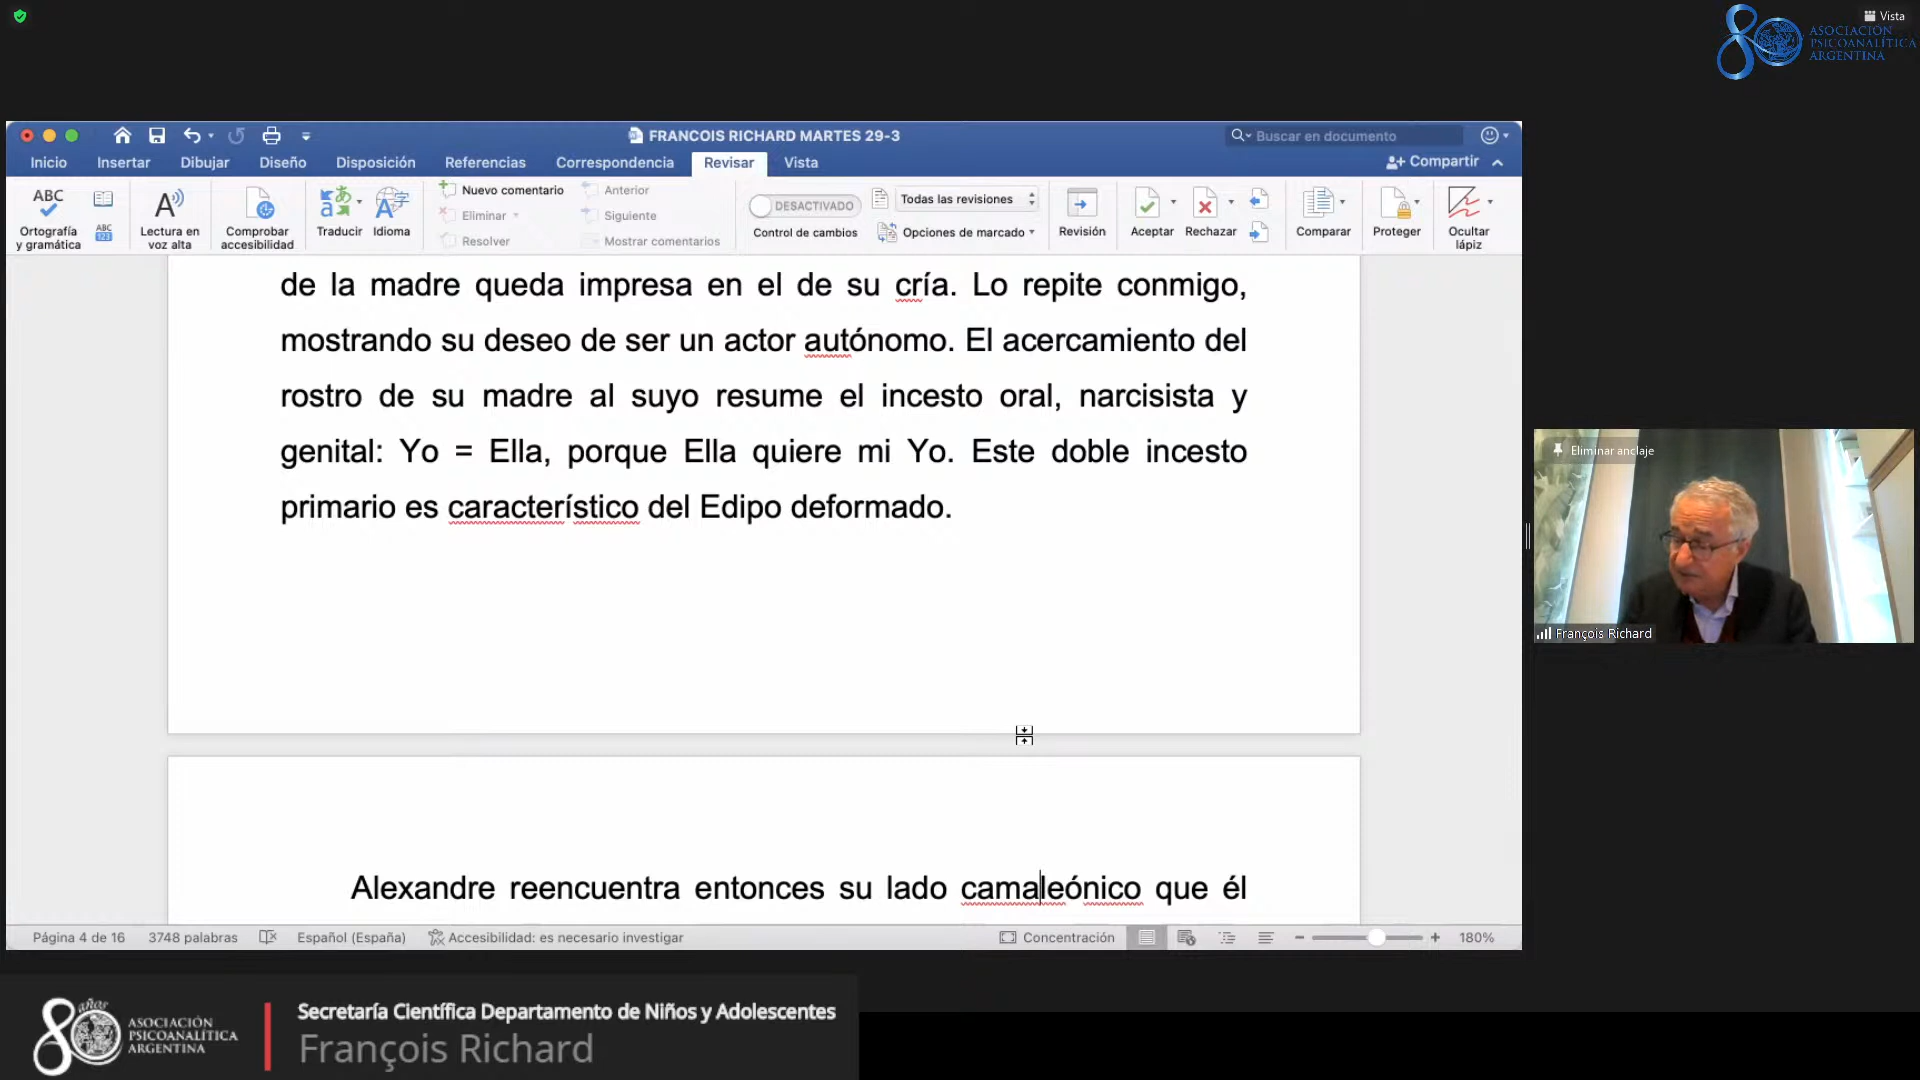 Vista
ASOCIACIÓN
PSICOANALÍTICA
ARGENTINA
FRANCOIS RICHARD MARTES 29-3
Buscar en documento
Inicio Insertar Dibujar Diseño Disposición Referencias Correspondencia Revisar Vista Compartir
ABC
Ortografía
y gramática
ABC
123
A
Lectura en
voz alta
Comprobar
accesibilidad
Traducir
Idioma
Nuevo comentario
Eliminar
Resolver
Anterior
Siguiente
Mostrar comentarios
DESACTIVADO
Control de cambios
Todas las revisiones
Opciones de marcado
Revisión
Aceptar
Rechazar
Comparar
Proteger
Ocultar
lápiz
de la madre queda impresa en el de su cría. Lo repite conmigo,
mostrando su deseo de ser un actor autónomo. El acercamiento del
rostro de su madre al suyo resume el incesto oral, narcisista y
genital: Yo = Ella, porque Ella quiere mi Yo. Este doble incesto
primario es característico del Edipo deformado.
Alexandre reencuentra entonces su lado camaleónico que él
Eliminar anclaje
François Richard
Página 4 de 16 3748 palabras Español (España) Accesibilidad: es necesario investigar Concentración 180%
80 años
ASOCIACIÓN
PSICOANALÍTICA
ARGENTINA
Secretaría Científica Departamento de Niños y Adolescentes
François Richard